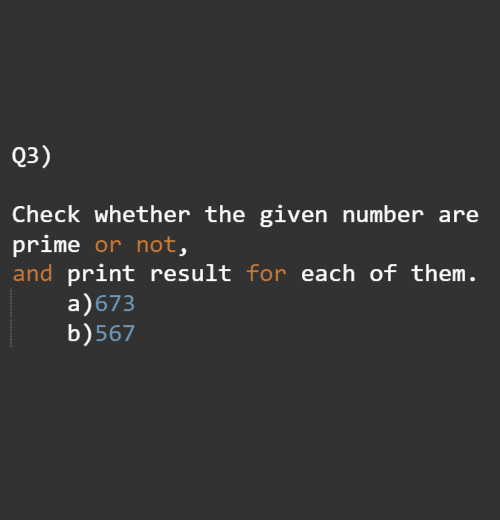 Q3)
Check whether the given number are
prime or not,
and print result for each of them.
a)673
b)567